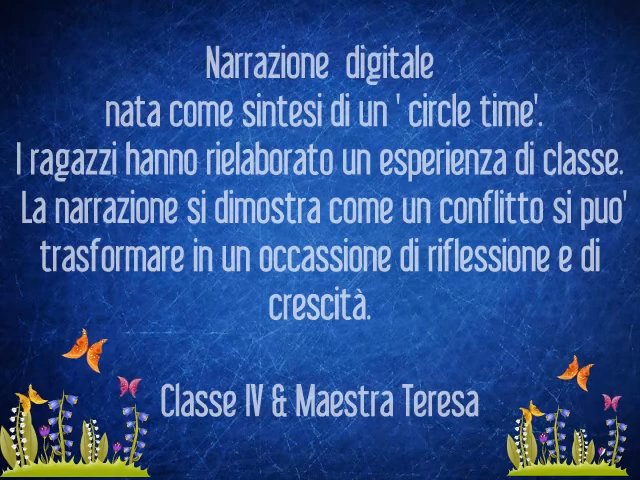 Narrazione digitale
nata come sintesi di un ' circle time'.
I ragazzi hanno rielaborato un esperienza di classe.
La narrazione si dimostra come un conflitto si puo'
trasformare in un occassione di riflessione e di
crescità.
Classe IV & Maestra Teresa